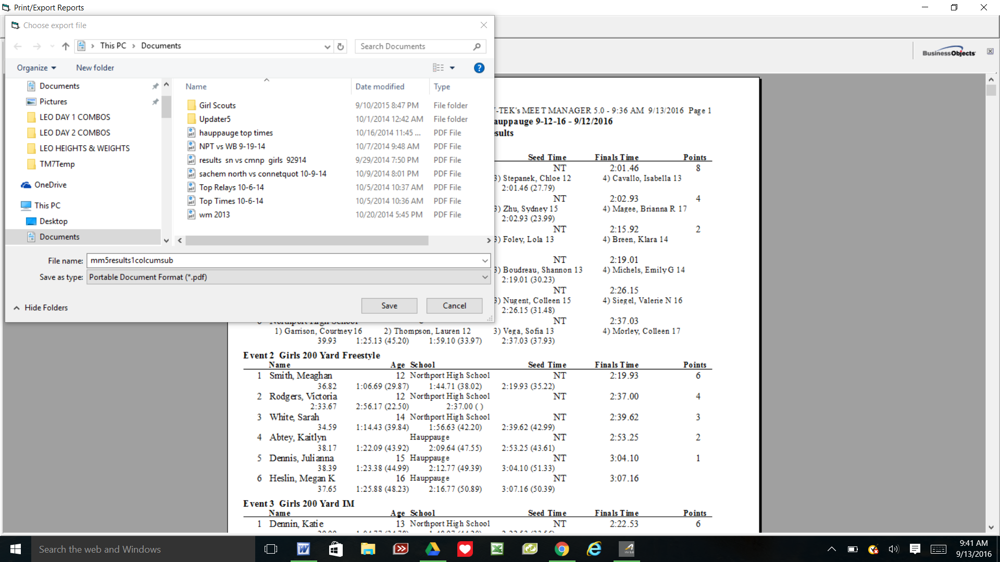 Print/Export Reports
Choose export file
This PC > Documents
Search Documents
Organize
New folder
Documents
Pictures
LEO DAY 1 COMBOS
LEO DAY 2 COMBOS
LEO HEIGHTS & WEIGHTS
TM7Temp
OneDrive
This PC
Desktop
Documents
Name Date modified Type
Girl Scouts 9/10/2015 8:47 PM File folder
Updater5 10/1/2014 12:42 AM File folder
hauppauge top times 10/16/2014 11:45 ... PDF File
NPT vs WB 9-19-14 10/7/2014 9:48 AM PDF File
results sn vs cmnp girls 92914 9/29/2014 7:50 PM PDF File
sachem north vs connetquot 10-9-14 10/9/2014 8:01 PM PDF File
Top Relays 10-6-14 10/5/2014 10:37 AM PDF File
Top Times 10-6-14 10/5/2014 10:36 AM PDF File
wm 2013 10/20/2014 5:45 PM PDF File
File name: mm5results1colcumsub
Save as type: Portable Document Format (*.pdf)
Hide Folders
Save
Cancel
BusinessObjects
-TEK's MEET MANAGER 5.0 - 9:36 AM 9/13/2016 Page 1
auppauge 9-12-16 - 9/12/2016
sults
Seed Time Finals Time Points
NT 2:01.46 8
3) Stepanek, Chloe 12 4) Cavallo, Isabella 13
2:01.46 (27.79)
NT 2:02.93 4
3) Zhu, Sydney 15 4) Magee, Brianna R 17
2:02.93 (23.99)
NT 2:15.92 2
3) Foley, Lola 13 4) Breen, Klara 14
NT 2:19.01
3) Boudreau, Shannon 13 4) Michels, Emily G 14
2:19.01 (30.23)
NT 2:26.15
3) Nugent, Colleen 15 4) Siegel, Valerie N 16
2:26.15 (31.48)
6 Northport High School NT 2:37.03
1) Garrison, Courtney 16 2) Thompson, Lauren 12 3) Vega, Sofia 13 4) Morley, Colleen 17
39.93 1:25.13 (45.20) 1:59.10 (33.97) 2:37.03 (37.93)
Event 2 Girls 200 Yard Freestyle
Name Age School Seed Time Finals Time Points
1 Smith, Meaghan 12 Northport High School NT 2:19.93 6
36.82 1:06.69 (29.87) 1:44.71 (38.02) 2:19.93 (35.22)
2 Rodgers, Victoria 12 Northport High School NT 2:37.00 4
2:33.67 2:56.17 (22.50) 2:37.00 ( )
3 White, Sarah 14 Northport High School NT 2:39.62 3
34.59 1:14.43 (39.84) 1:56.63 (42.20) 2:39.62 (42.99)
4 Abtey, Kaitlyn Hauppauge NT 2:53.25 2
38.17 1:22.09 (43.92) 2:09.64 (47.55) 2:53.25 (43.61)
5 Dennis, Julianna 15 Hauppauge NT 3:04.10 1
38.39 1:23.38 (44.99) 2:12.77 (49.39) 3:04.10 (51.33)
6 Heslin, Megan K 16 Hauppauge NT 3:07.16
37.65 1:25.88 (48.23) 2:16.77 (50.89) 3:07.16 (50.39)
Event 3 Girls 200 Yard IM
Name Age School Seed Time Finals Time Points
1 Dennin, Katie 13 Northport High School NT 2:22.53 6
Search the web and Windows
9:41 AM
9/13/2016